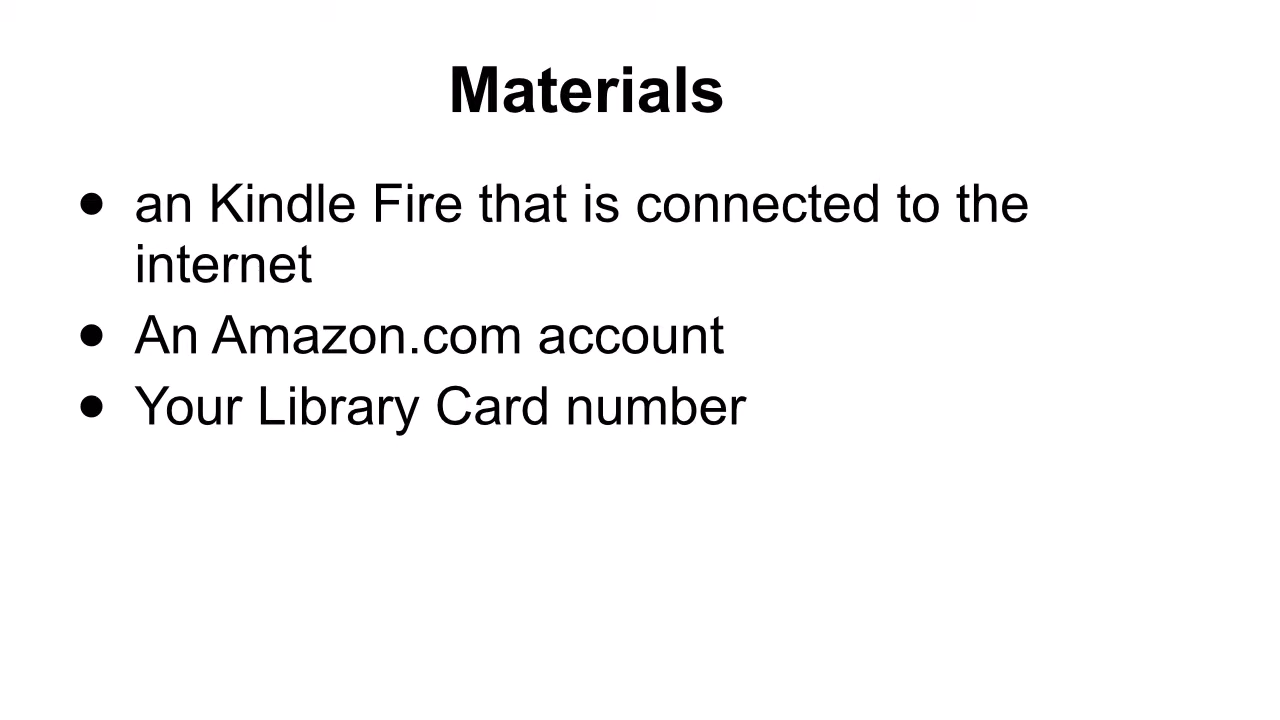 Materials
● an Kindle Fire that is connected to the
internet
● An Amazon.com account
● Your Library Card number